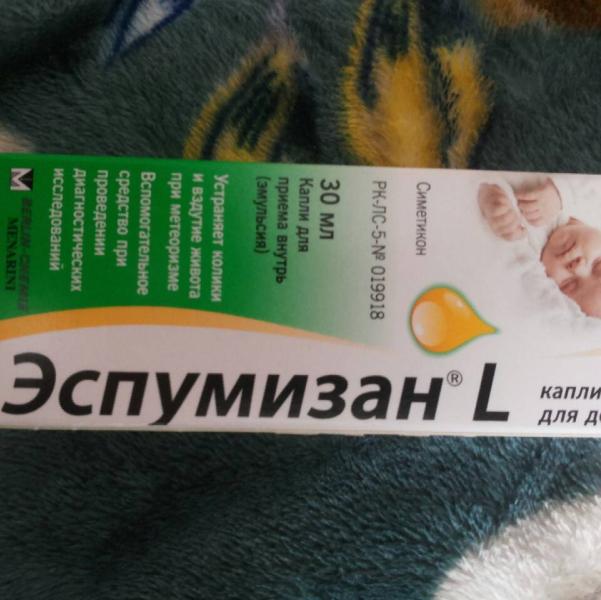 Эспумизан® L
капли
для де
Симетикон
РК-ЛС-5-№ 019918
30 мл
Капли для
приема внутрь
(эмульсия)
Устраняет колики
и вздутие живота
при метеоризме
Вспомогательное
средство при
проведении
диагностических
исследований
BERLIN-CHEMIE
MENARINI